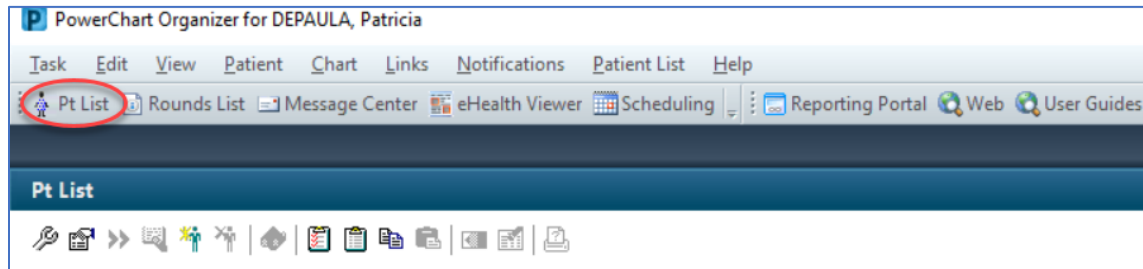 P PowerChart Organizer for DEPAULA, Patricia
Task Edit View Patient Chart Links Notifications Patient List Help
Pt List Rounds List Message Center eHealth Viewer Scheduling Reporting Portal Web User Guides
Pt List